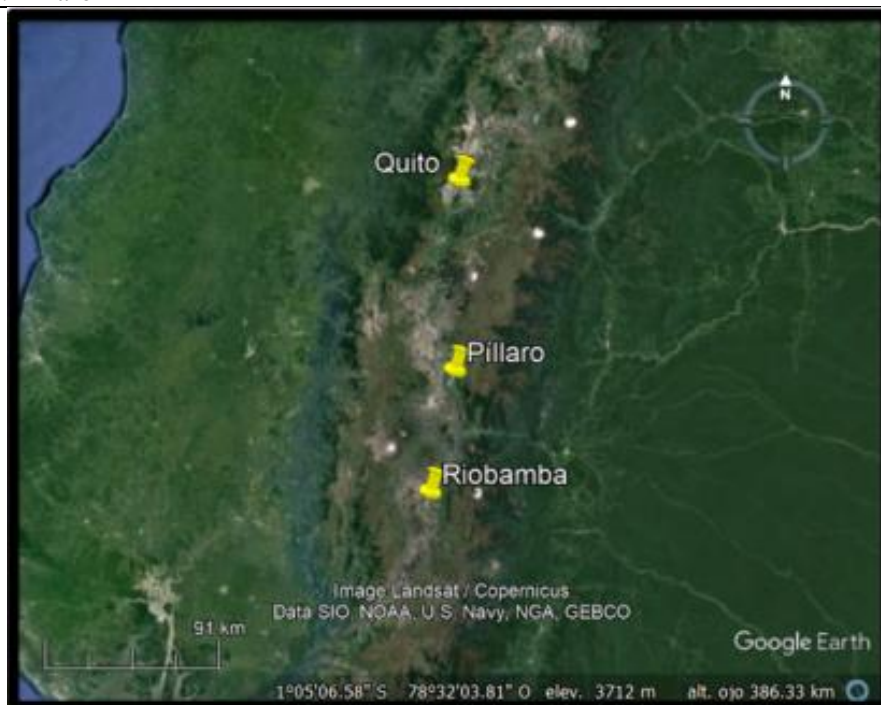 N
Quito
Píllaro
Riobamba
Image Landsat / Copernicus
Data SIO, NOAA, U.S. Navy, NGA, GEBCO
91 km
Google Earth
1°05'06.58" S 78°32'03.81" O elev. 3712 m alt. ojo 386.33 km